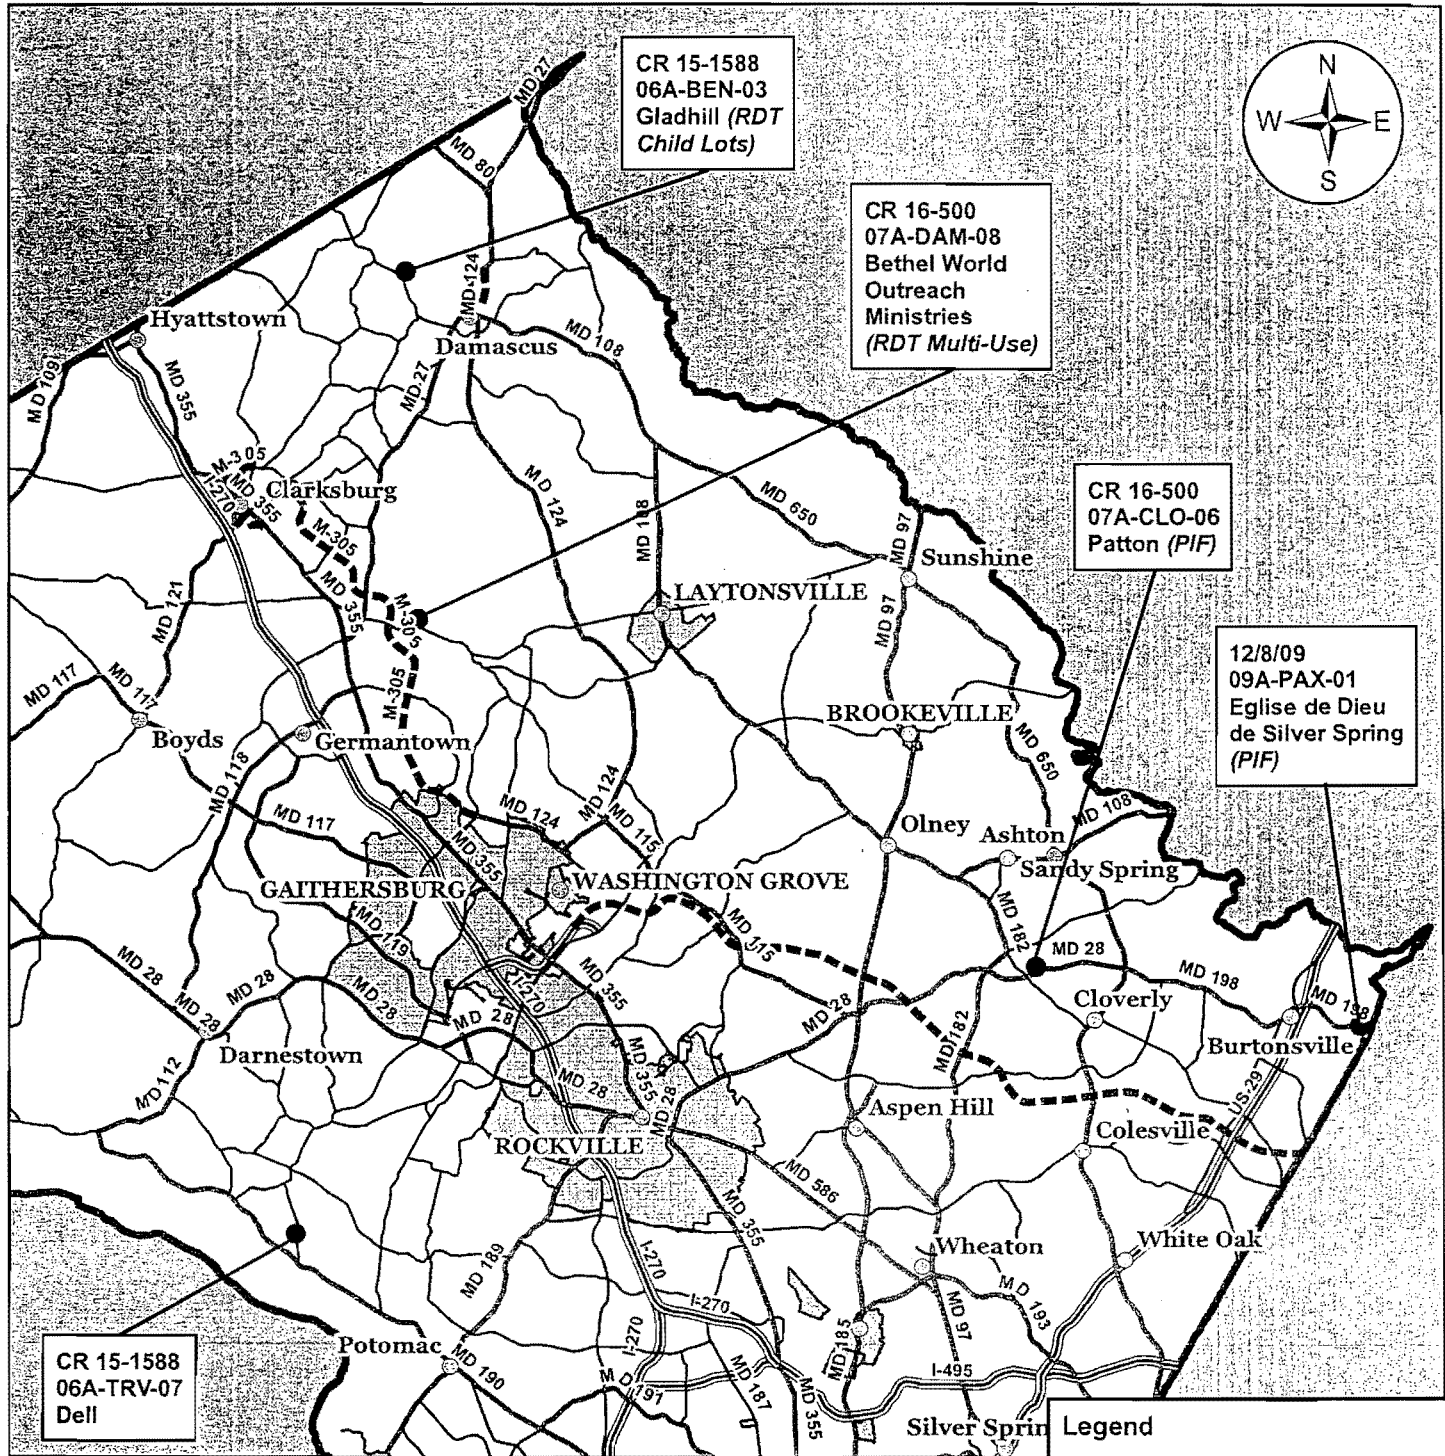 MD 27
CR 15-1588
06A-BEN-03
Gladhill (RDT
Child Lots)
N
W E
S
MD 80
CR 16-500
07A-DAM-08
Bethel World
Outreach
Ministries
(RDT Multi-Use)
MD-124
Hyattstown
Damascus
MD 108
MD 109
MD 355
MD 27
M-305
I-270
MD 355
Clarksburg
M-305
MD 124
MD 108
MD 650
MD 97
Sunshine
CR 16-500
07A-CLO-06
Patton (PIF)
MD 121
MD 355
M-305
LAYTONSVILLE
MD 97
12/8/09
09A-PAX-01
Eglise de Dieu
de Silver Spring
(PIF)
MD 117
MD 117
M-305
BROOKEVILLE
Boyds
Germantown
MD 650
MD 118
MD 117
MD 124
MD 124
MD 115
MD 108
Olney
Ashton
Sandy Spring
MD 355
GAITHERSBURG
WASHINGTON GROVE
MD 119
MD 115
MD 182
MD 28
MD 198
MD 198
MD 28
MD 28
MD 28
MD 28
I-270
MD 355
MD 28
MD 28
Cloverly
Burtonsville
MD 182
Darnestown
MD 112
MD 28
MD 355
MD 28
ROCKVILLE
Aspen Hill
Colesville
US 29
MD 586
MD 355
MD 189
I-270
Wheaton
White Oak
MD 193
MD 97
I-270
I-270
MD 185
I-495
Potomac
MD 190
MD 191
MD 187
MD 355
CR 15-1588
06A-TRV-07
Dell
Silver Sprin
Legend